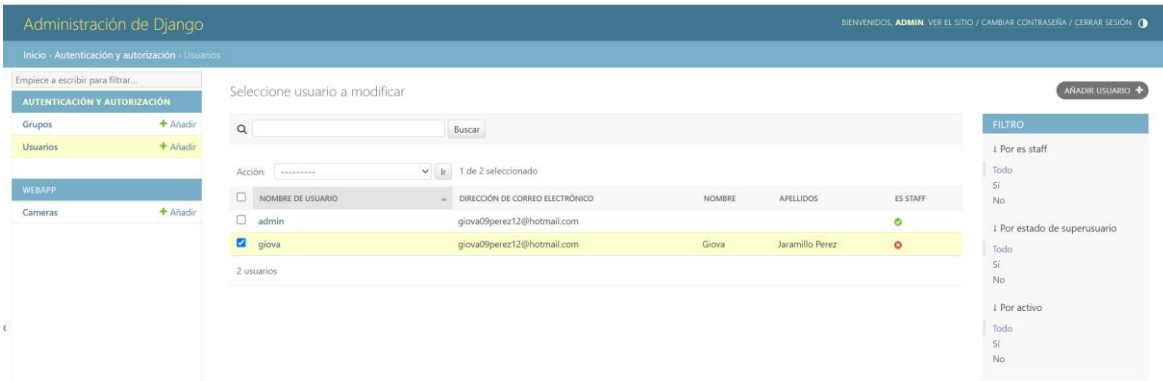 Administración de Django
BIENVENIDOS, ADMIN. VER EL SITIO / CAMBIAR CONTRASEÑA / CERRAR SESIÓN
Inicio › Autenticación y autorización › Usuarios
Empiece a escribir para filtrar...
AUTENTICACIÓN Y AUTORIZACIÓN
Grupos + Añadir
Usuarios + Añadir
WEBAPP
Cameras + Añadir
Seleccione usuario a modificar
AÑADIR USUARIO +
Buscar
Acción: --------- Ir 1 de 2 seleccionado
NOMBRE DE USUARIO DIRECCIÓN DE CORREO ELECTRÓNICO NOMBRE APELLIDOS ES STAFF
admin giova09perez12@hotmail.com
giova giova09perez12@hotmail.com Giova Jaramillo Perez
2 usuarios
FILTRO
↓ Por es staff
Todo
Sí
No
↓ Por estado de superusuario
Todo
Sí
No
↓ Por activo
Todo
Sí
No